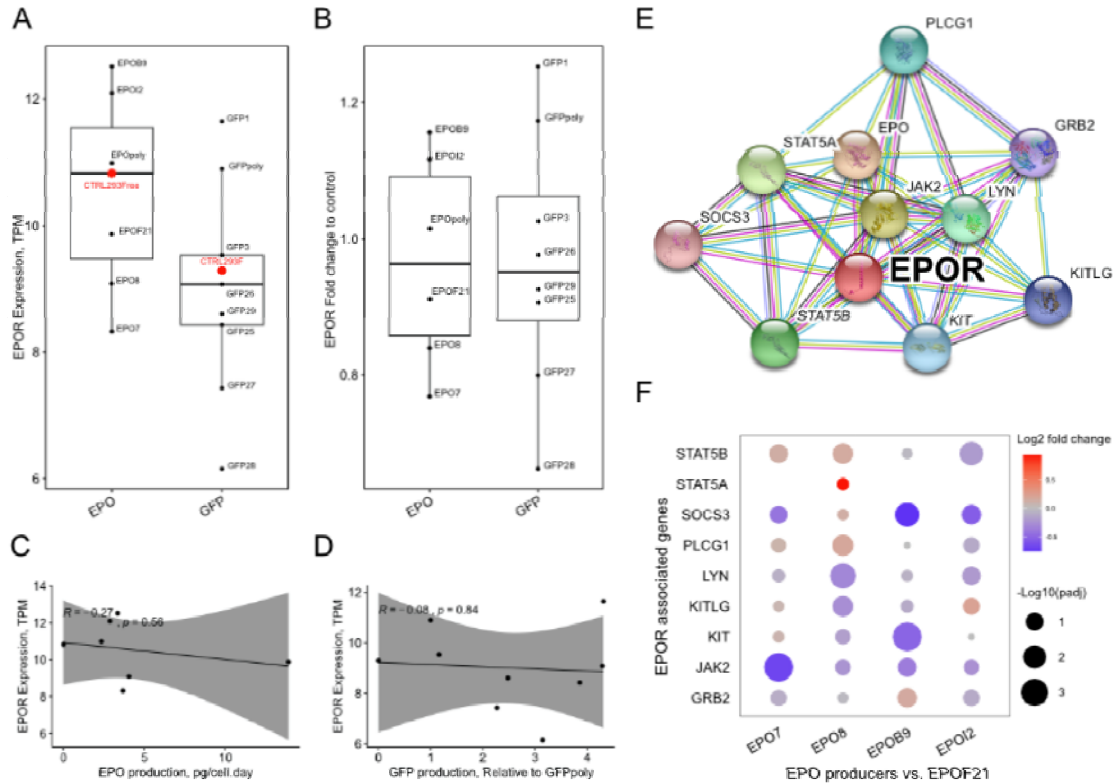 A
EPOR Expression, TPM
12
10
8
6
EPOB9
EPOI2
EPOpoly
CTRL293Free
EPOF21
EPO8
EPO7
GFP1
GFPpoly
GFP3
CTRL293F
GFP26
GFP29
GFP25
GFP27
GFP28
EPO
GFP
B
EPOR Fold change to control
1.2
1.0
0.8
EPOB9
EPOI2
EPOpoly
EPOF21
EPO8
EPO7
GFP1
GFPpoly
GFP3
GFP26
GFP29
GFP25
GFP27
GFP28
EPO
GFP
C
EPOR Expression, TPM
14
12
10
8
6
R = −0.27, p = 0.56
0
5
10
EPO production, pg/cell.day
D
EPOR Expression, TPM
12
10
8
6
R = −0.08, p = 0.84
0
1
2
3
4
GFP production, Relative to GFPpoly
E
PLCG1
GRB2
EPO
STAT5A
JAK2
LYN
SOCS3
EPOR
KITLG
STAT5B
KIT
F
EPOR associated genes
STAT5B
STAT5A
SOCS3
PLCG1
LYN
KITLG
KIT
JAK2
GRB2
EPO7
EPO8
EPOB9
EPOI2
EPO producers vs. EPOF21
Log2 fold change
0.5
0.0
-0.5
-Log10(padj)
1
2
3